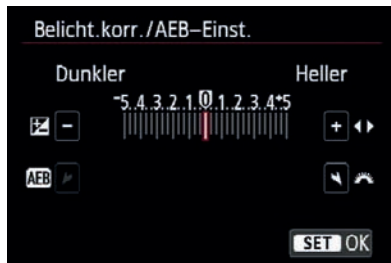 Belicht.korr./AEB-Einst.
Dunkler Heller
-5..4..3..2..1..0..1..2..3..4..+5
- +
AEB
SET OK